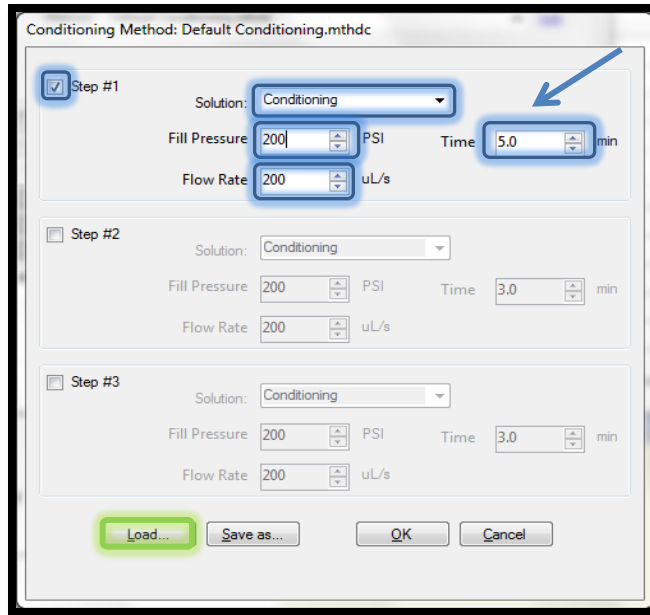 Conditioning Method: Default Conditioning.mthdc
Step #1
Solution: Conditioning
Fill Pressure 200 PSI Time 5.0 min
Flow Rate 200 uL/s
Step #2
Solution: Conditioning
Fill Pressure 200 PSI Time 3.0 min
Flow Rate 200 uL/s
Step #3
Solution: Conditioning
Fill Pressure 200 PSI Time 3.0 min
Flow Rate 200 uL/s
Load... Save as... OK Cancel